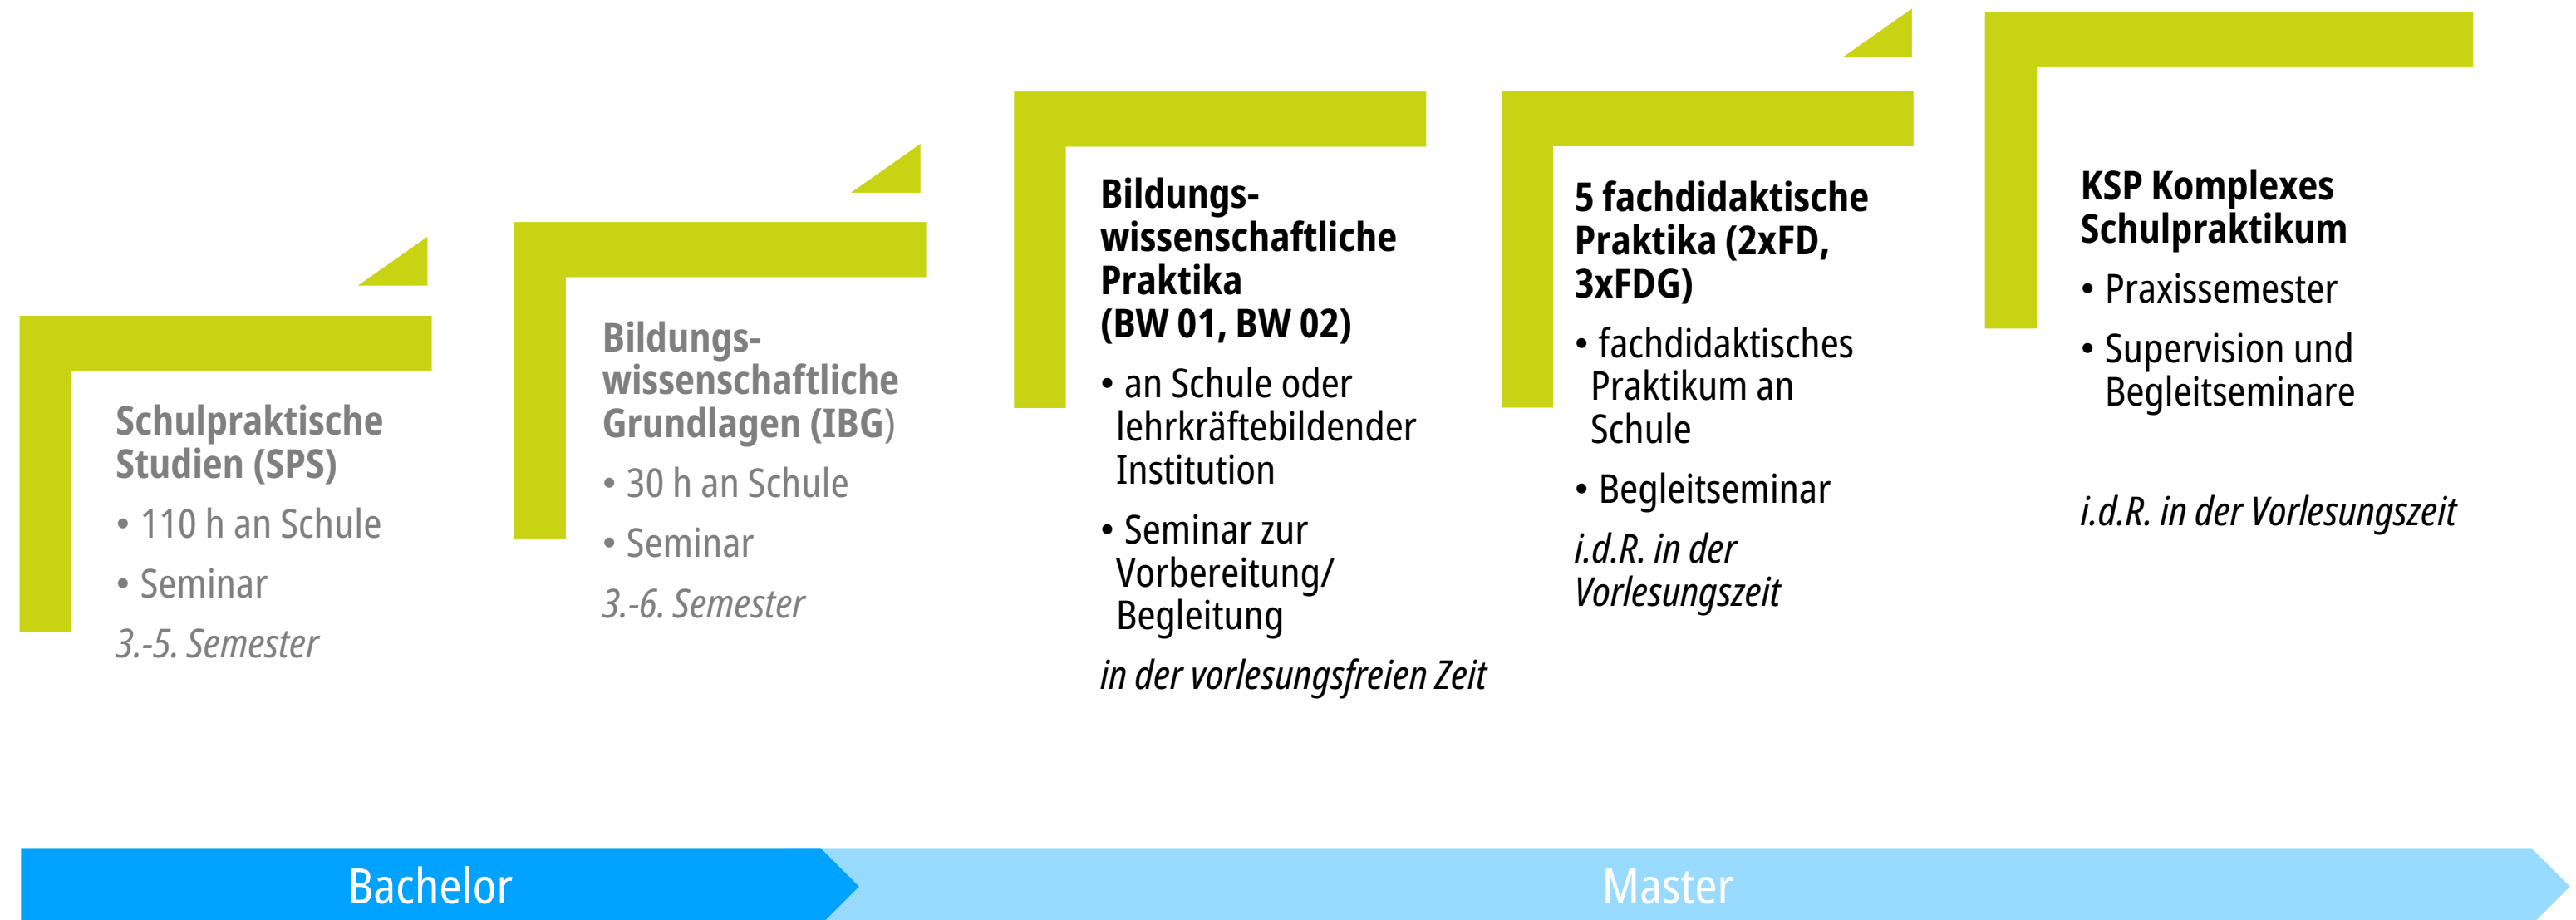 Schulpraktische
Studien (SPS)
• 110 h an Schule
• Seminar
3.-5. Semester
Bildungs-
wissenschaftliche
Grundlagen (IBG)
• 30 h an Schule
• Seminar
3.-6. Semester
Bildungs-
wissenschaftliche
Praktika
(BW 01, BW 02)
• an Schule oder
lehrkräftebildender
Institution
• Seminar zur
Vorbereitung/
Begleitung
in der vorlesungsfreien Zeit
5 fachdidaktische
Praktika (2xFD,
3xFDG)
• fachdidaktisches
Praktikum an
Schule
• Begleitseminar
i.d.R. in der
Vorlesungszeit
KSP Komplexes
Schulpraktikum
• Praxissemester
• Supervision und
Begleitseminare
i.d.R. in der Vorlesungszeit
Bachelor
Master